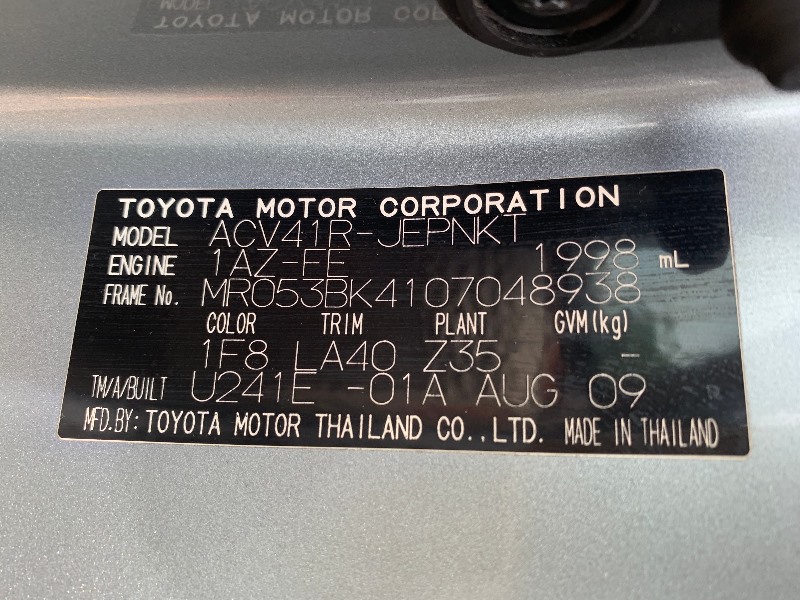 TOYOTA MOTOR CORPORATION
MODEL ACV41R-JEPNKT
ENGINE 1AZ-FE 1998 mL
FRAME No. MR053BK4107048938
COLOR TRIM PLANT GVM(kg)
1F8 LA40 Z35 -
TM/A/BUILT U241E -01A AUG 09
MFD.BY: TOYOTA MOTOR THAILAND CO.,LTD. MADE IN THAILAND